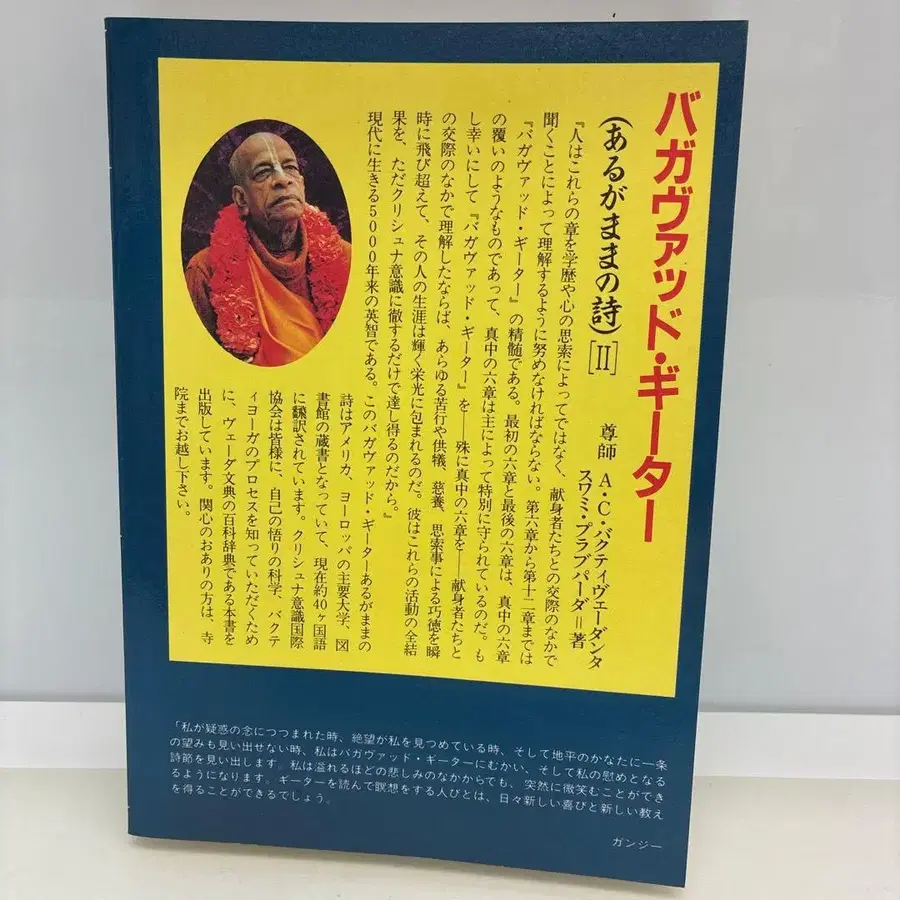 バガヴァッド・ギーター
(あるがままの詩)[II]
尊師 A・C・バクティヴェーダンタ
スワミ・プラブパーダ=著
『人はこれらの章を学歴や心の思索によってではなく、献身者たちとの交際のなかで
聞くことによって理解するように努めなければならない。第六章から第十二章までは
『バガヴァッド・ギーター』の精髄である。最初の六章と最後の六章は、真中の六章
の覆いのようなものであって、真中の六章は主によって特別に守られているのだ。も
し幸いにして『バガヴァッド・ギーター』を——殊に真中の六章を——献身者たちと
の交際のなかで理解したならば、あらゆる苦行や供犠、慈養、思索事による巧徳を瞬
時に飛び超えて、その人の生涯は輝く栄光に包まれるのだ。彼はこれらの活動の全結
果を、ただクリシュナ意識に徹するだけで達し得るのだから。』
現代に生きる5000年来の英智である。このバガヴァッド・ギーターあるがままの
詩はアメリカ、ヨーロッパの主要大学、図
書館の蔵書となっていて、現在約40ヶ国語
に飜訳されています。クリシュナ意識国際
協会は皆様に、自己の悟りの科学、バクテ
ィヨーガのプロセスを知っていただくため
に、ヴェーダ文典の百科辞典である本書を
出版しています。関心のおありの方は、寺
院までお越し下さい。
「私が疑惑の念につつまれた時、絶望が私を見つめている時、そして地平のかなたに一条
の望みも見い出せない時、私はバガヴァッド・ギーターにむかい、そして私の慰めとなる
詩節を見い出します。私は溢れるほどの悲しみのなかからでも、突然に微笑むことができ
るようになります。ギーターを読んで瞑想をする人びとは、日々新しい喜びと新しい教え
を得ることができるでしょう。
ガンジー